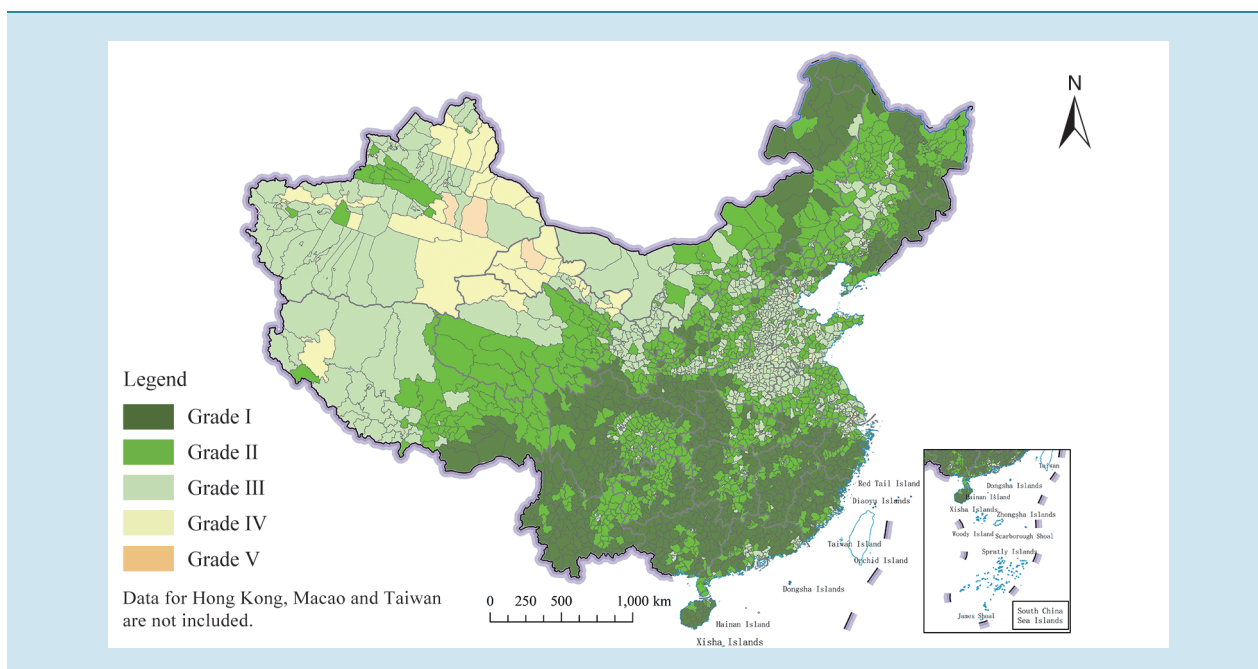 N
Legend
Grade I
Grade II
Grade III
Grade IV
Grade V
Data for Hong Kong, Macao and Taiwan
are not included.
0 250 500 1,000 km
Red Tail Island
Diaoyu Islands
Taiwan Island
Orchid Island
Dongsha Islands
Hainan Island
Xisha Islands
Taiwan
Dongsha Islands
Hainan Island
Xisha Islands
Zhongsha Islands
Woody Island
Scarborough Shoal
Spratly Islands
James Shoal
South China
Sea Islands